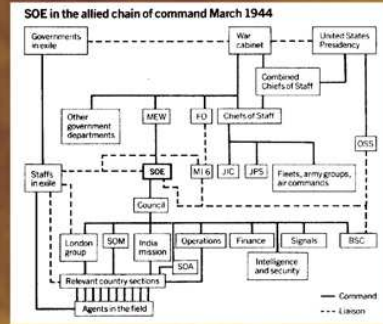 SOE in the allied chain of command March 1944
Governments
in exile
War
cabinet
United States
Presidency
Combined
Chiefs of Staff
Other
government
departments
MEW
FO
Chiefs of Staff
OSS
Staffs
in exile
SOE
MI6
JIC
JPS
Fleets, army groups,
air commands
Council
London
group
SOM
India
mission
Operations
Finance
Signals
BSC
SOA
Intelligence
and security
Relevant country sections
Agents in the field
Command
Liaison